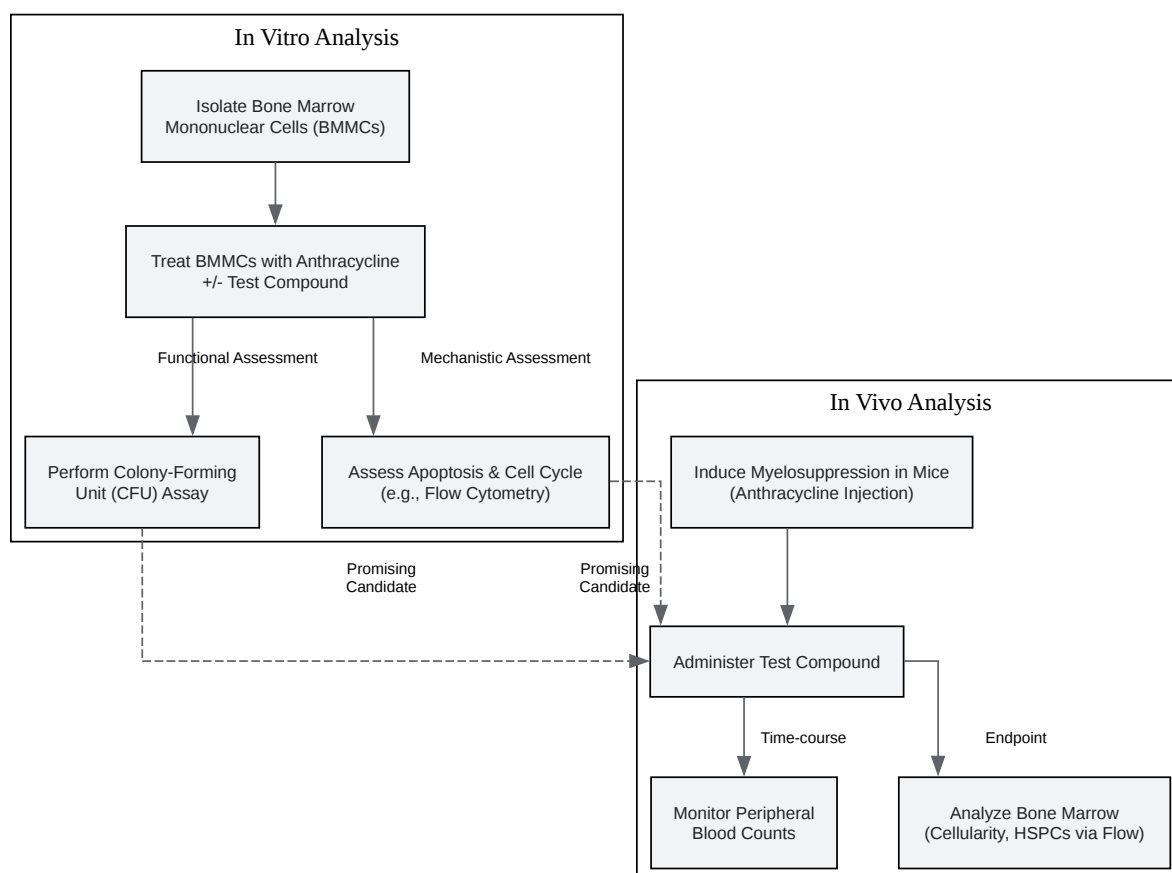 In Vitro Analysis
Isolate Bone Marrow
Mononuclear Cells (BMMCs)
Treat BMMCs with Anthracycline
+/- Test Compound
Functional Assessment
Mechanistic Assessment
In Vivo Analysis
Perform Colony-Forming
Unit (CFU) Assay
Assess Apoptosis & Cell Cycle
(e.g., Flow Cytometry)
Induce Myelosuppression in Mice
(Anthracycline Injection)
Promising
Candidate
Promising
Candidate
Administer Test Compound
Time-course
Endpoint
Monitor Peripheral
Blood Counts
Analyze Bone Marrow
(Cellularity, HSPCs via Flow)